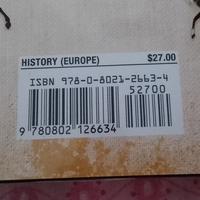 HISTORY (EUROPE) $27.00
ISBN 978-0-8021-2663-4
52700
9 780802 126634